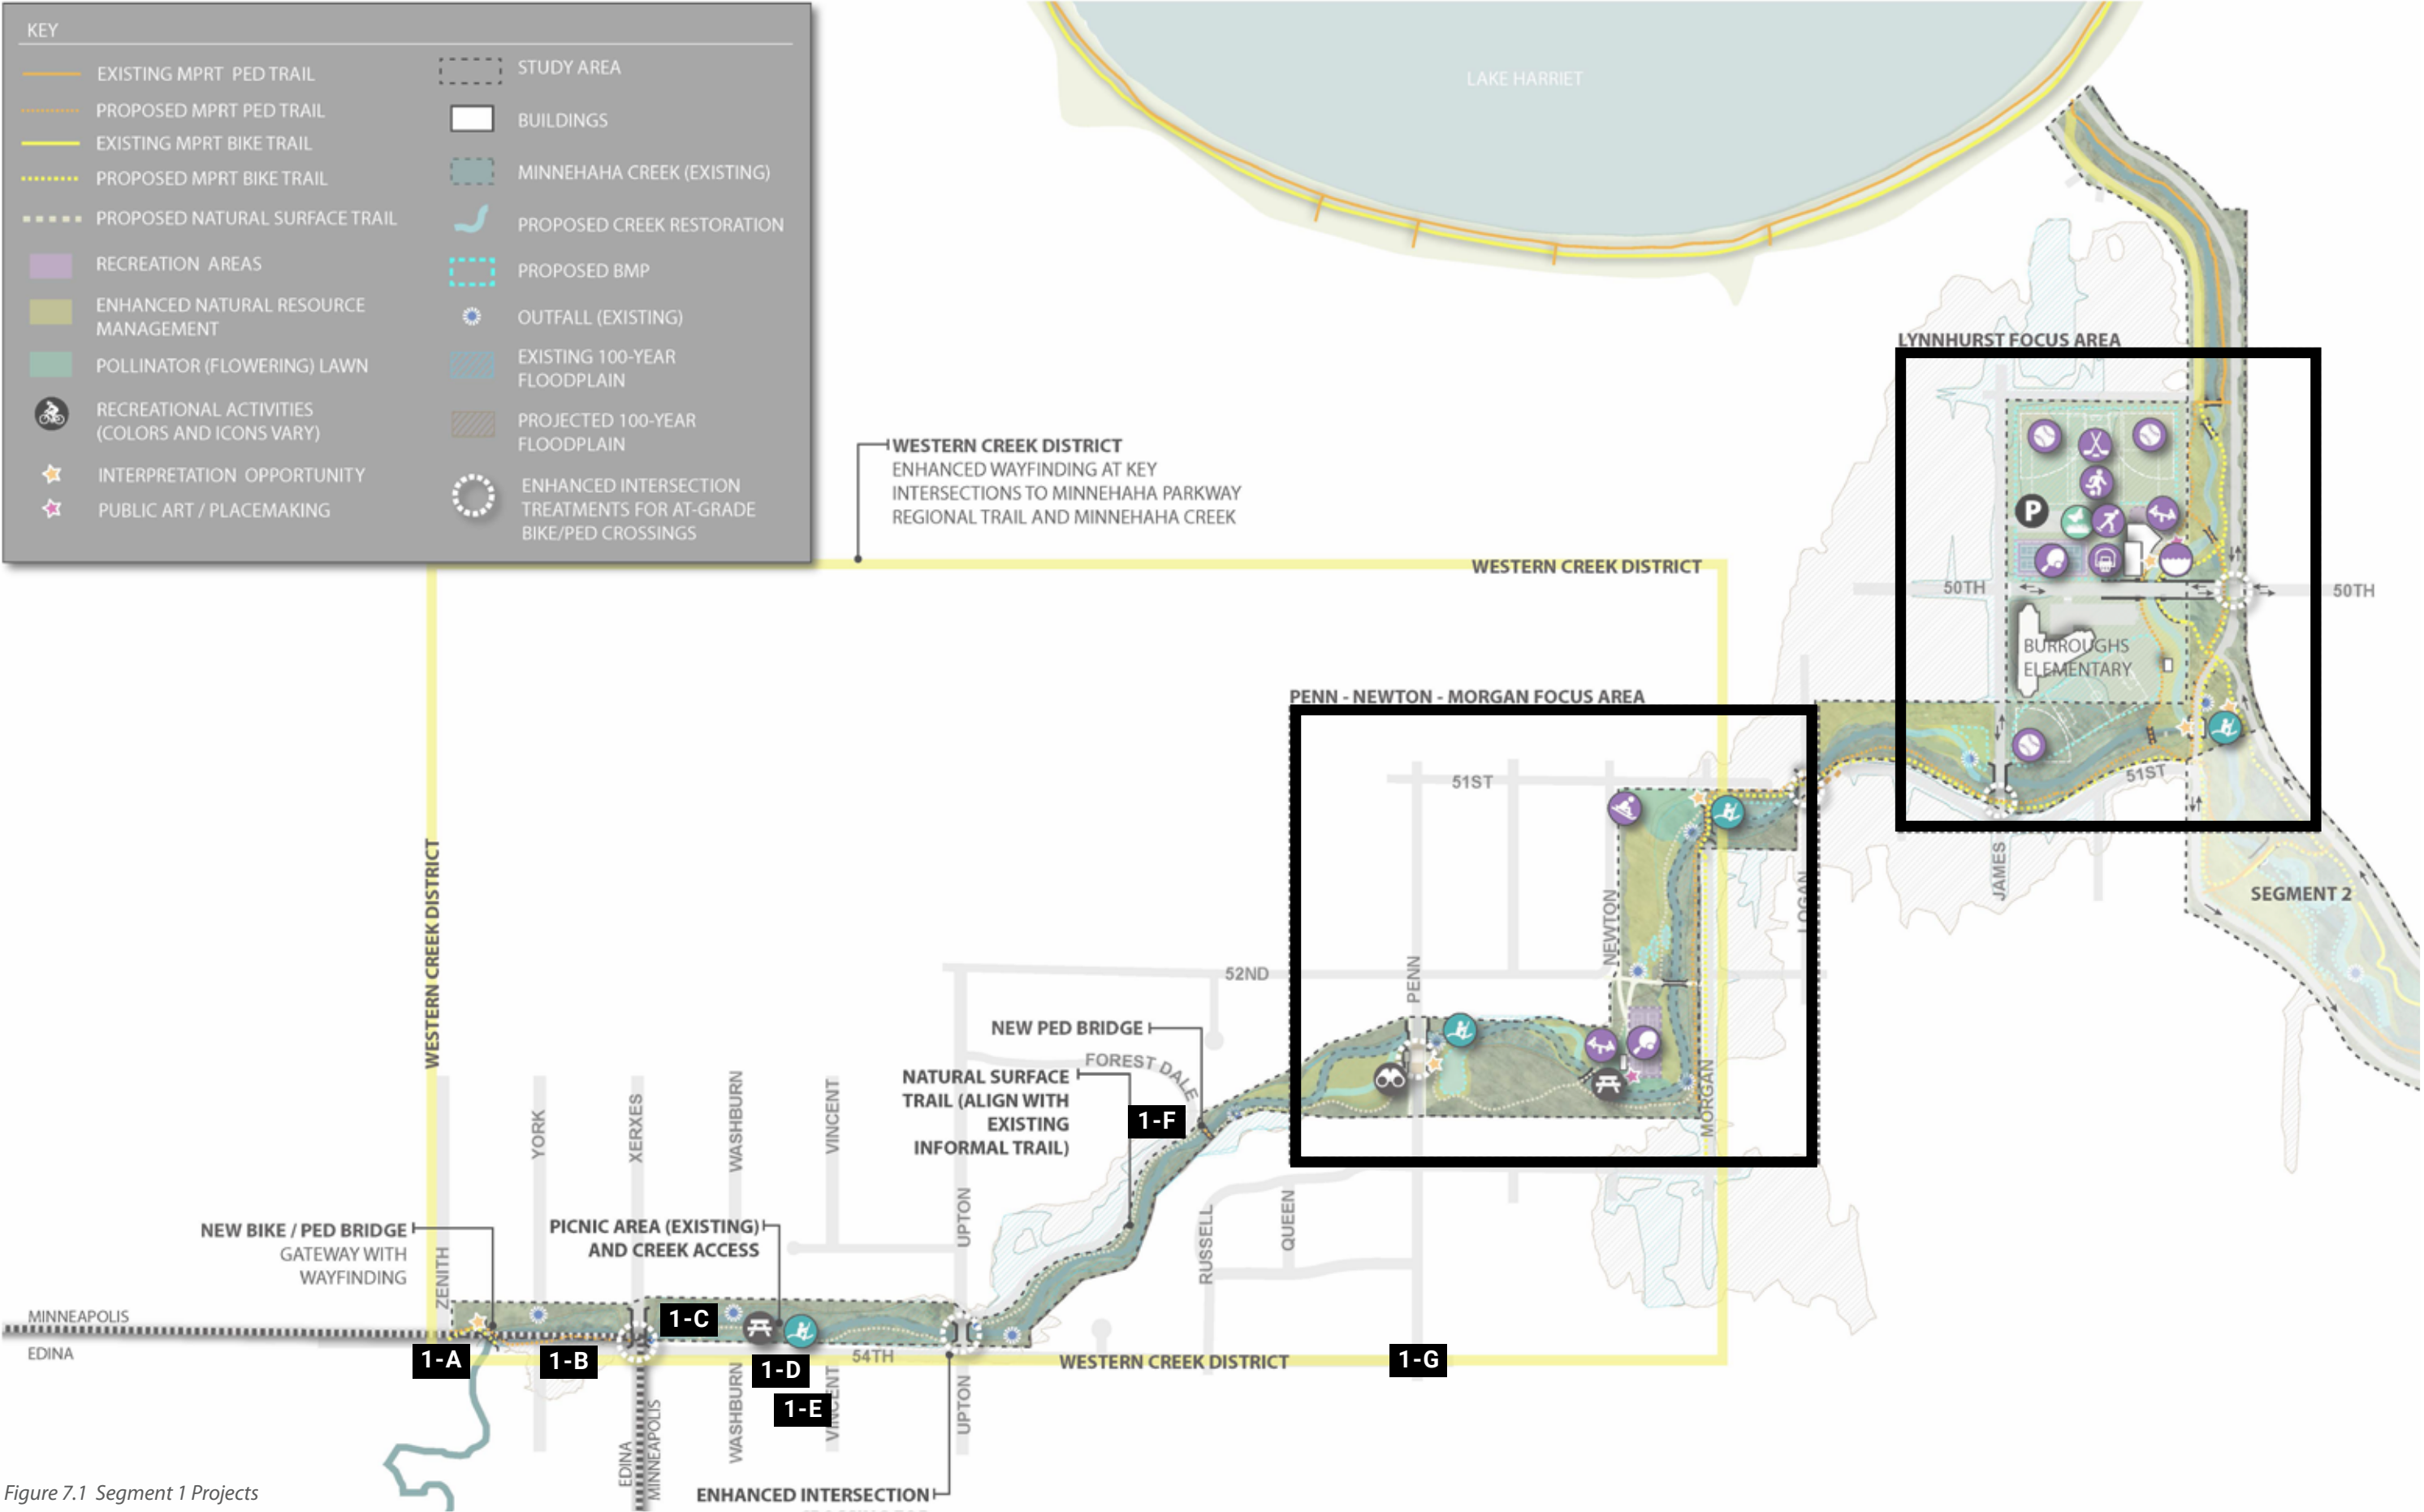 KEY
EXISTING MPRT PED TRAIL
PROPOSED MPRT PED TRAIL
EXISTING MPRT BIKE TRAIL
PROPOSED MPRT BIKE TRAIL
PROPOSED NATURAL SURFACE TRAIL
RECREATION AREAS
ENHANCED NATURAL RESOURCE
MANAGEMENT
POLLINATOR (FLOWERING) LAWN
RECREATIONAL ACTIVITIES
(COLORS AND ICONS VARY)
INTERPRETATION OPPORTUNITY
PUBLIC ART / PLACEMAKING
STUDY AREA
BUILDINGS
MINNEHAHA CREEK (EXISTING)
PROPOSED CREEK RESTORATION
PROPOSED BMP
OUTFALL (EXISTING)
EXISTING 100-YEAR
FLOODPLAIN
PROJECTED 100-YEAR
FLOODPLAIN
ENHANCED INTERSECTION
TREATMENTS FOR AT-GRADE
BIKE/PED CROSSINGS
LAKE HARRIET
LYNNHURST FOCUS AREA
WESTERN CREEK DISTRICT
ENHANCED WAYFINDING AT KEY
INTERSECTIONS TO MINNEHAHA PARKWAY
REGIONAL TRAIL AND MINNEHAHA CREEK
P
WESTERN CREEK DISTRICT
50TH
50TH
BURROUGHS
ELEMENTARY
PENN - NEWTON - MORGAN FOCUS AREA
51ST
51ST
JAMES
LOGAN
SEGMENT 2
WESTERN CREEK DISTRICT
NEWTON
PENN
52ND
NEW PED BRIDGE
FOREST DALE
NATURAL SURFACE
TRAIL (ALIGN WITH
EXISTING
INFORMAL TRAIL)
1-F
MORGAN
YORK
XERXES
WASHBURN
VINCENT
UPTON
RUSSELL
QUEEN
NEW BIKE / PED BRIDGE
GATEWAY WITH
WAYFINDING
ZENITH
PICNIC AREA (EXISTING)
AND CREEK ACCESS
MINNEAPOLIS
EDINA
1-A
1-B
1-C
1-D
1-E
54TH
WESTERN CREEK DISTRICT
1-G
WASHBURN
VINCENT
UPTON
EDINA
MINNEAPOLIS
ENHANCED INTERSECTION
Figure 7.1 Segment 1 Projects